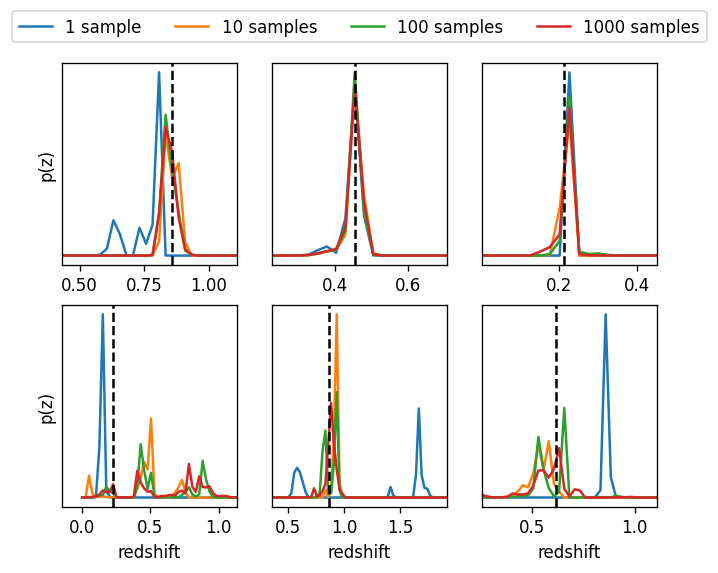 1 sample 10 samples 100 samples 1000 samples
p(z)
0.50 0.75 1.00 0.4 0.6 0.2 0.4
p(z)
0.0 0.5 1.0 0.5 1.0 1.5 0.5 1.0
redshift redshift redshift